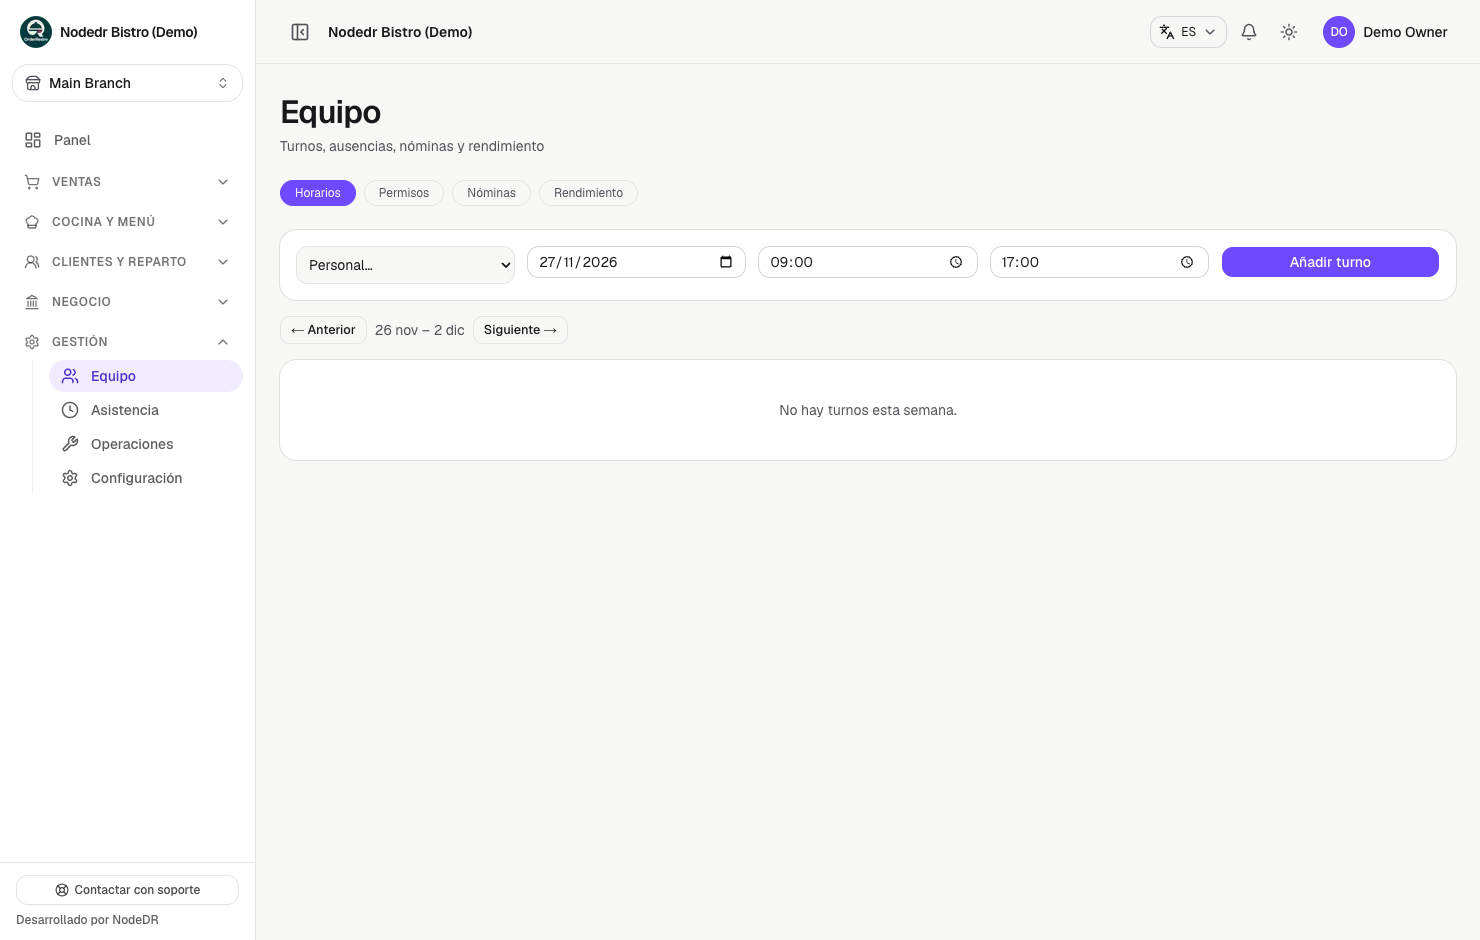 Nodedr Bistro (Demo)
Main Branch
Panel
VENTAS
COCINA Y MENÚ
CLIENTES Y REPARTO
NEGOCIO
GESTIÓN
Equipo
Asistencia
Operaciones
Configuración
Contactar con soporte
Desarrollado por NodeDR
Nodedr Bistro (Demo)
ES
DO
Demo Owner
Equipo
Turnos, ausencias, nóminas y rendimiento
Horarios
Permisos
Nóminas
Rendimiento
Personal...
27/11/2026
09:00
17:00
Añadir turno
← Anterior
26 nov – 2 dic
Siguiente →
No hay turnos esta semana.